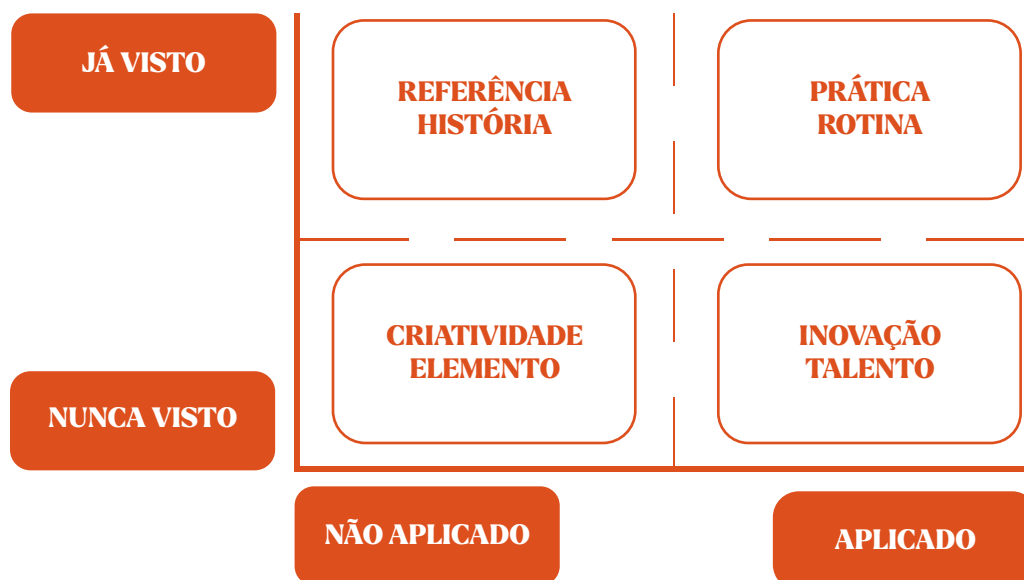 JÁ VISTO
REFERÊNCIA
HISTÓRIA
PRÁTICA
ROTINA
CRIATIVIDADE
ELEMENTO
INOVAÇÃO
TALENTO
NUNCA VISTO
NÃO APLICADO
APLICADO